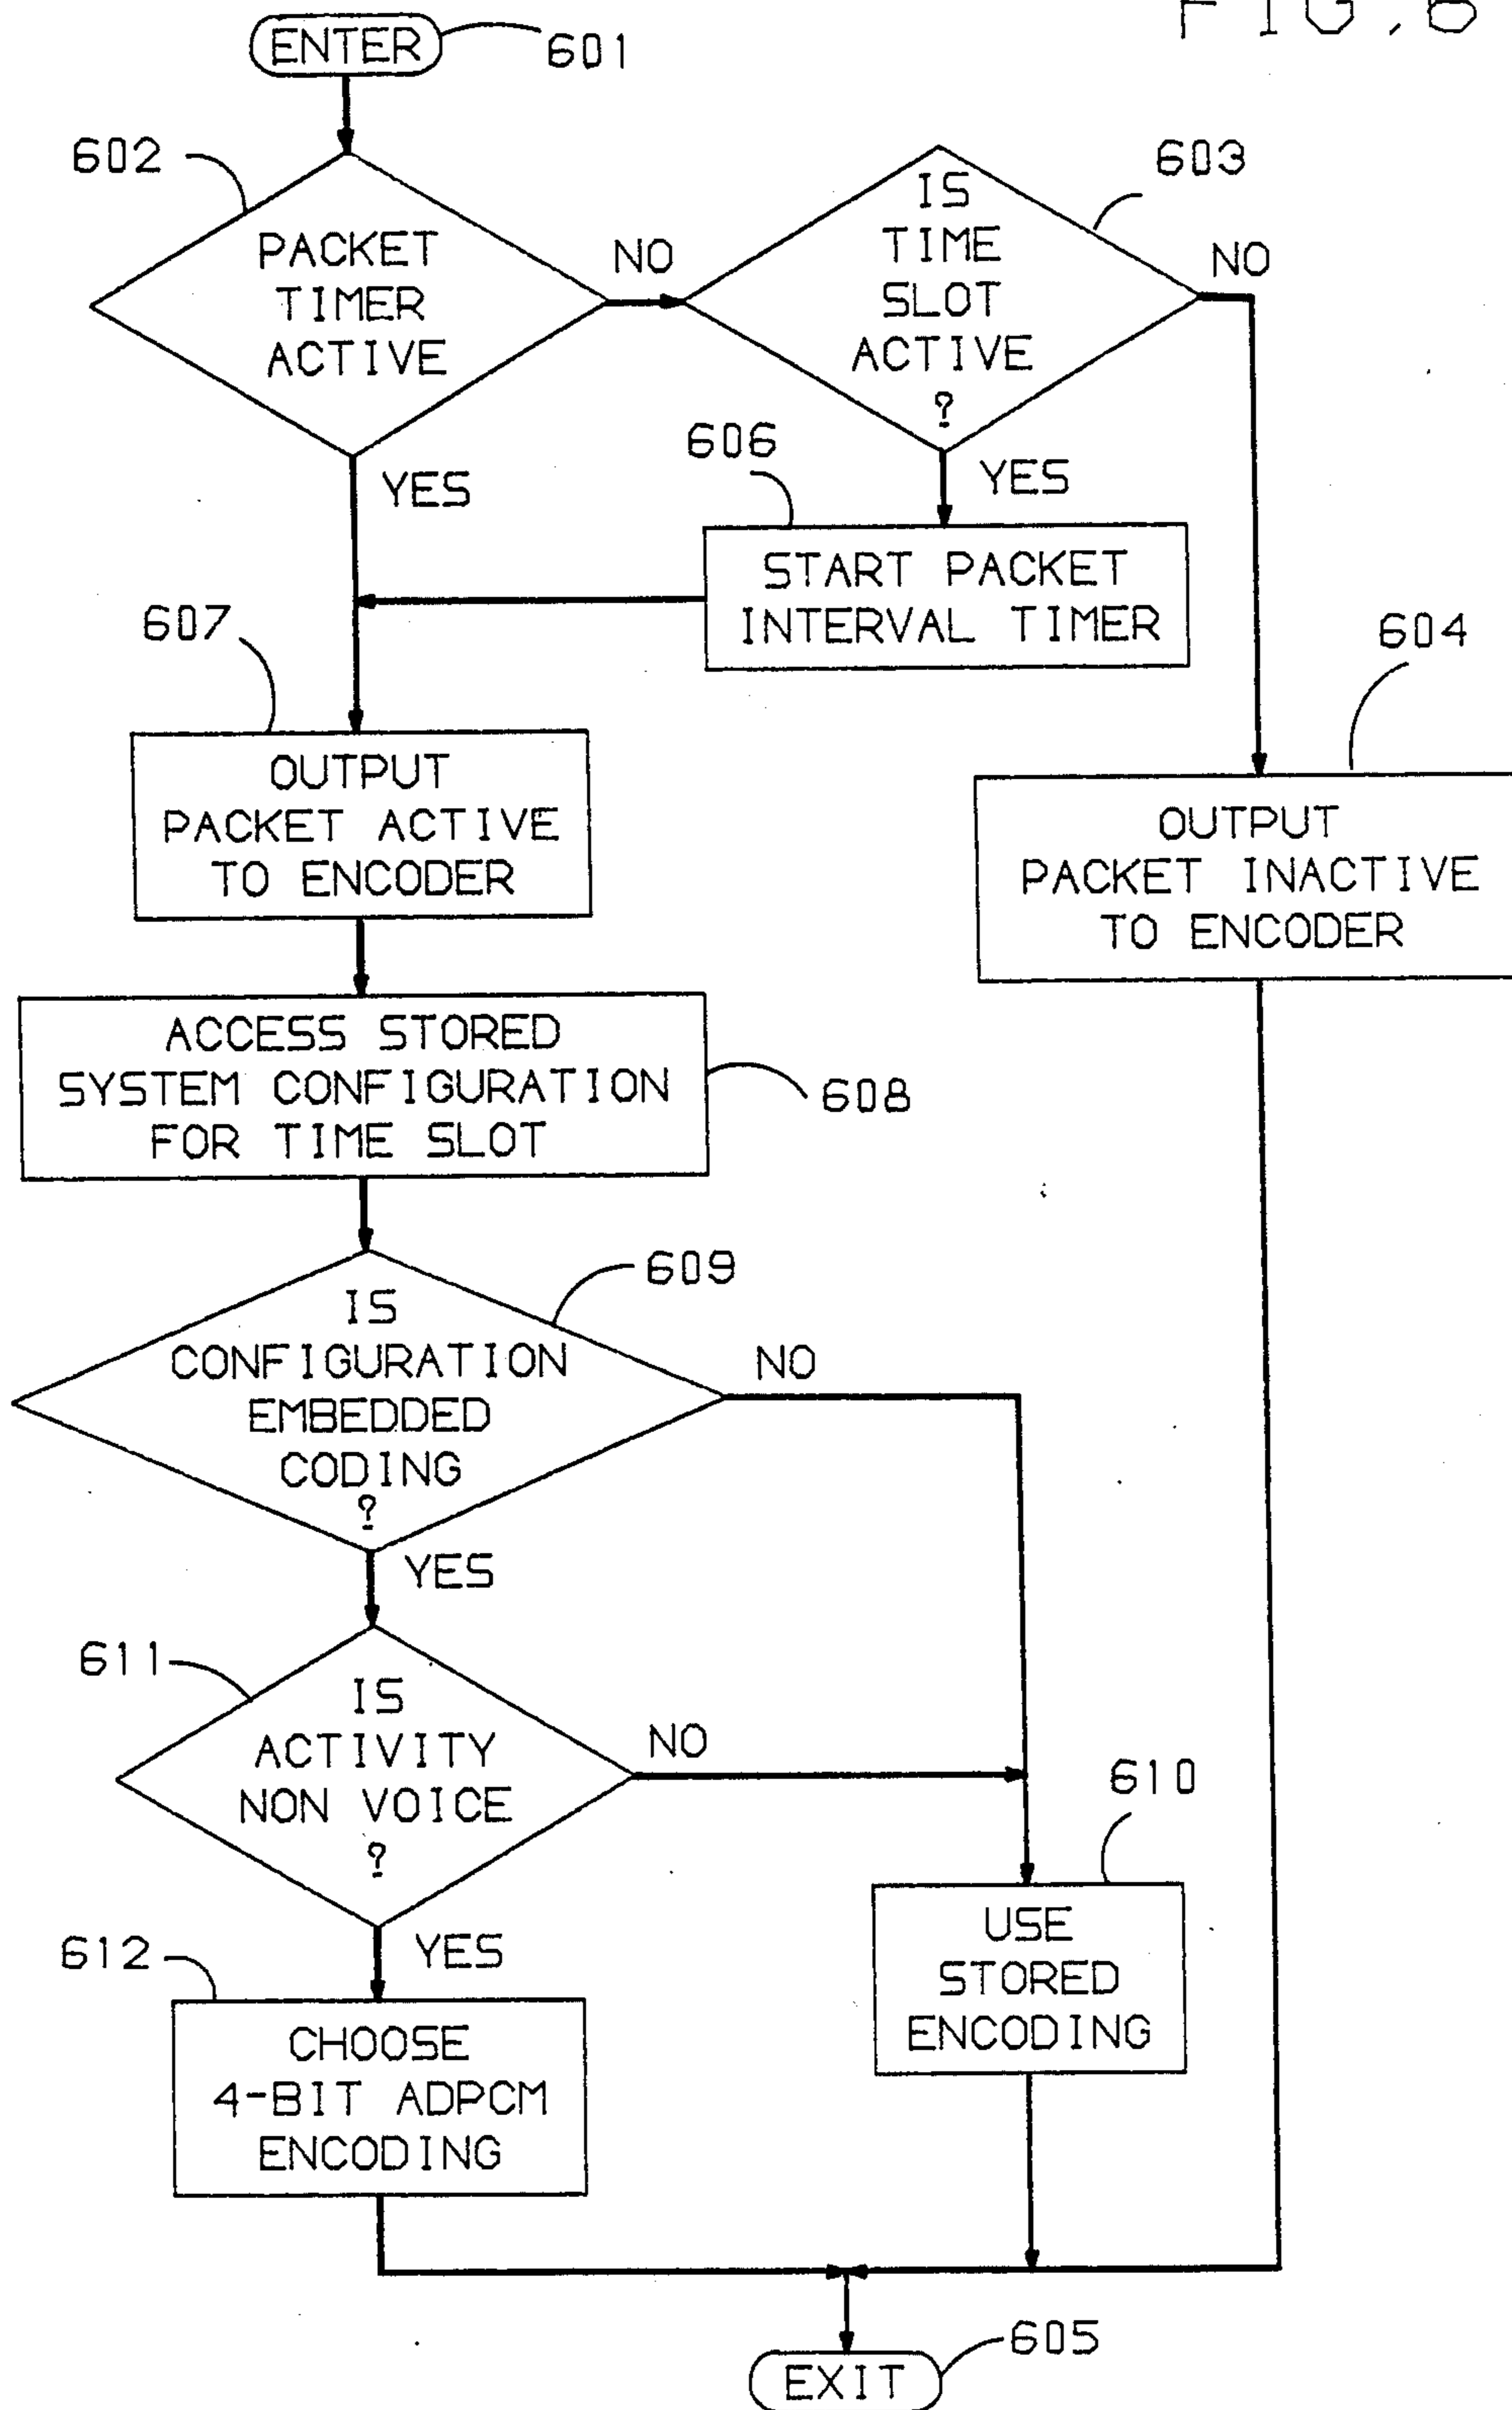 FIG.6
ENTER
601
602
PACKET
TIMER
ACTIVE
NO
603
IS
TIME
SLOT
ACTIVE
?
NO
YES
606
YES
START PACKET
INTERVAL TIMER
607
604
OUTPUT
PACKET ACTIVE
TO ENCODER
OUTPUT
PACKET INACTIVE
TO ENCODER
ACCESS STORED
SYSTEM CONFIGURATION
FOR TIME SLOT
608
609
IS
CONFIGURATION
EMBEDDED
CODING
?
NO
YES
611
IS
ACTIVITY
NON VOICE
?
NO
610
YES
612
USE
STORED
ENCODING
CHOOSE
4-BIT ADPCM
ENCODING
605
EXIT